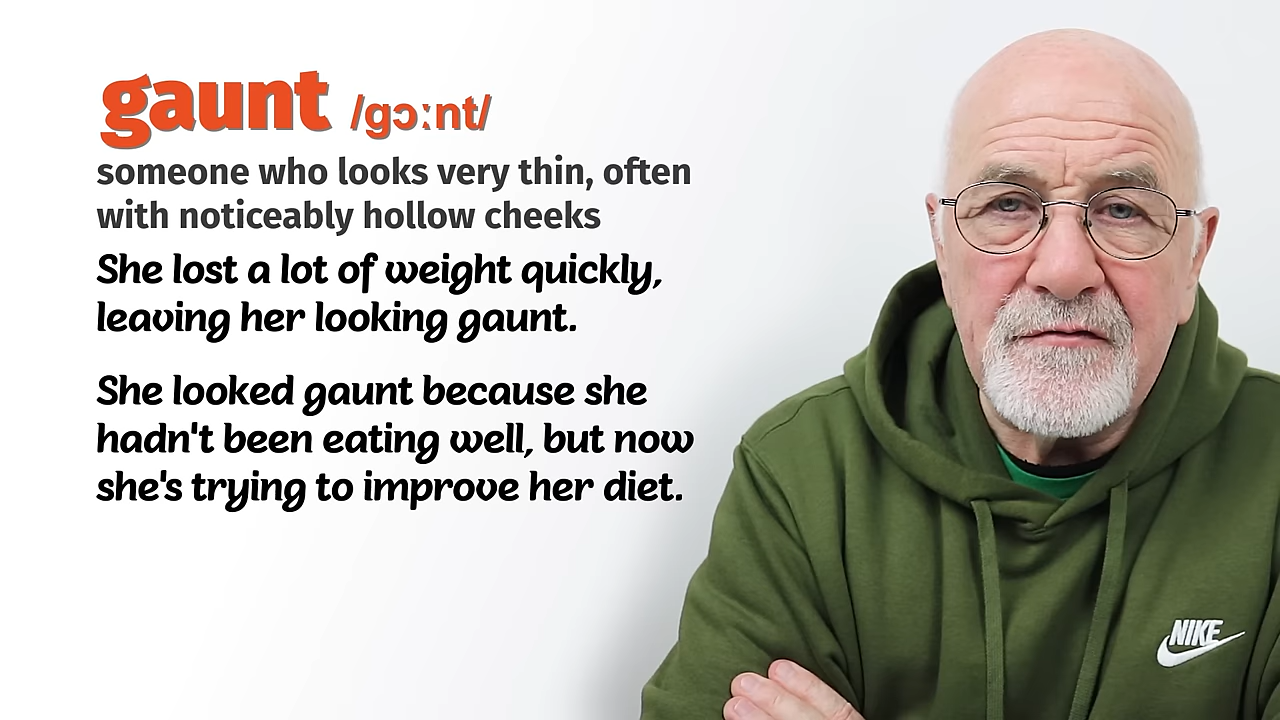 gaunt /gɔːnt/
someone who looks very thin, often
with noticeably hollow cheeks
She lost a lot of weight quickly,
leaving her looking gaunt.
She looked gaunt because she
hadn't been eating well, but now
she's trying to improve her diet.
NIKE